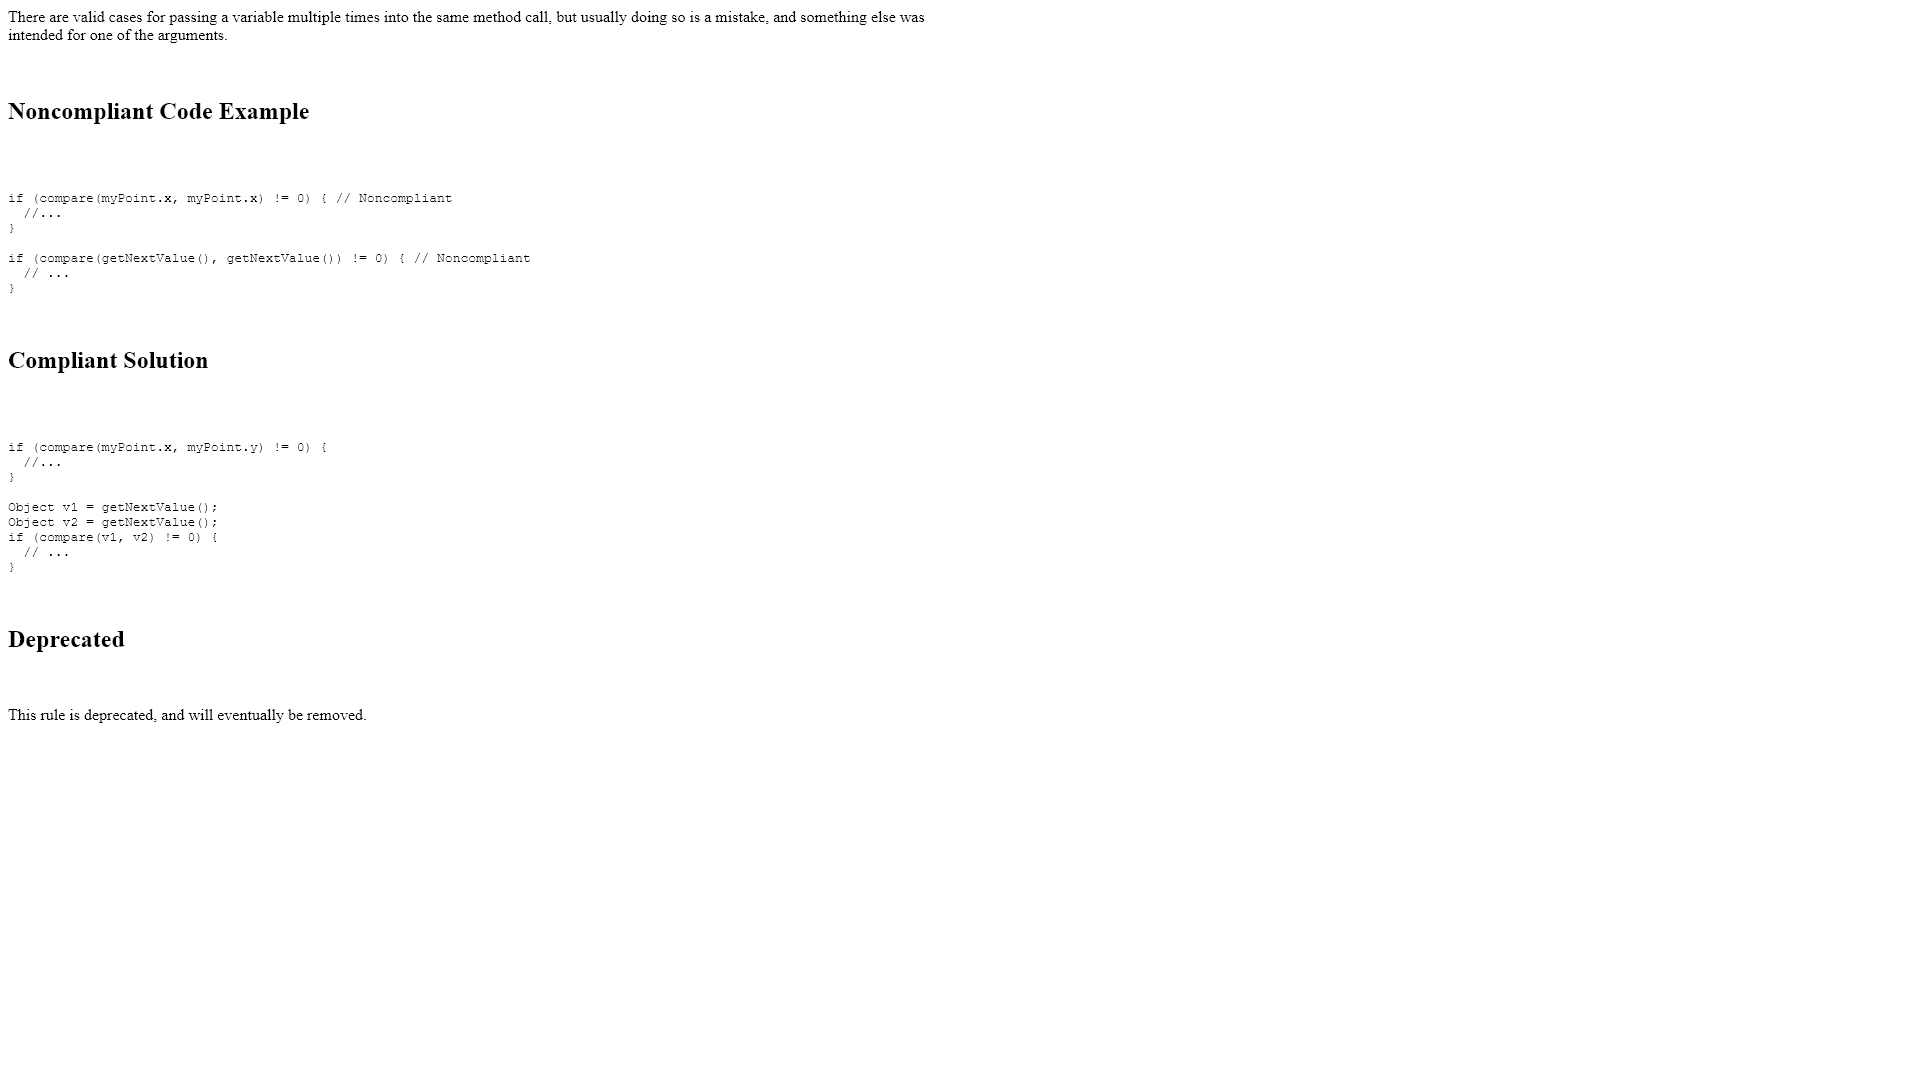 There are valid cases for passing a variable multiple times into the same method call, but usually doing so is a mistake, and something else was
intended for one of the arguments.
Noncompliant Code Example
if (compare(myPoint.x, myPoint.x) != 0) { // Noncompliant
  //...
}
if (compare(getNextValue(), getNextValue()) != 0) { // Noncompliant
  // ...
}
Compliant Solution
if (compare(myPoint.x, myPoint.y) != 0) {
  //...
}
Object v1 = getNextValue();
Object v2 = getNextValue();
if (compare(v1, v2) != 0) {
  // ...
}
Deprecated
This rule is deprecated, and will eventually be removed.